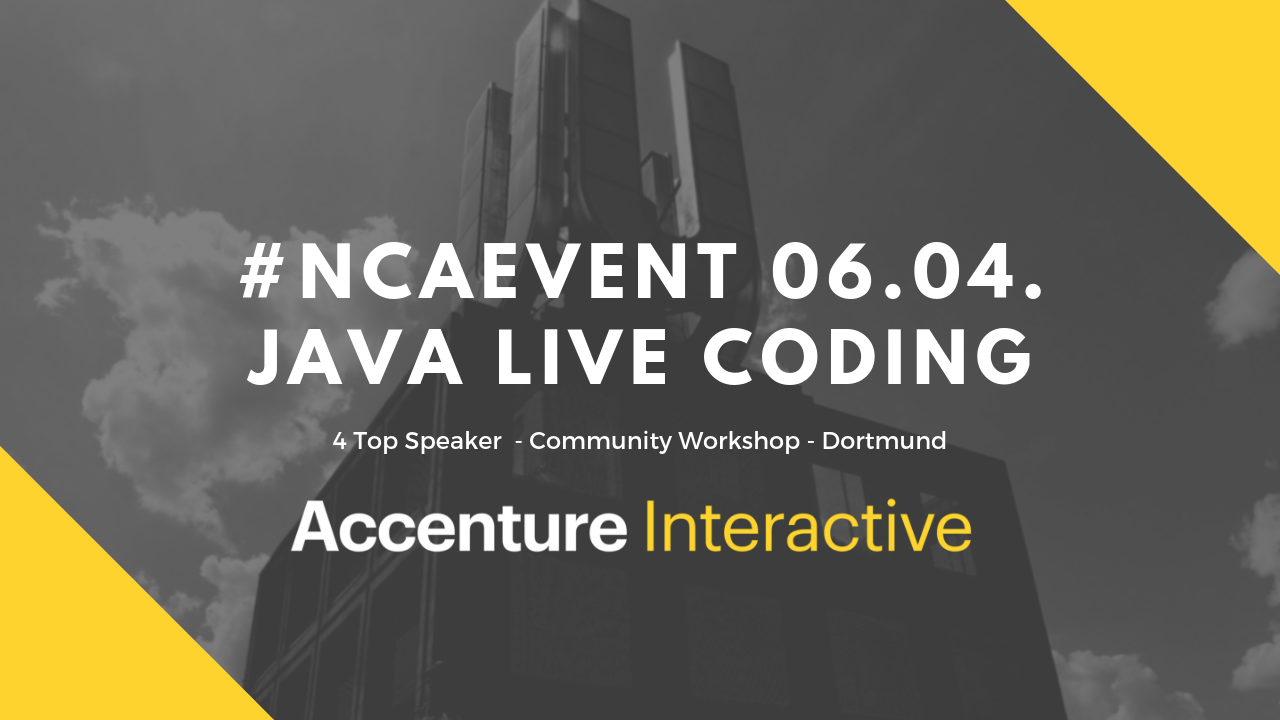 #NCAEVENT 06.04.
JAVA LIVE CODING
4 Top Speaker - Community Workshop - Dortmund
Accenture Interactive